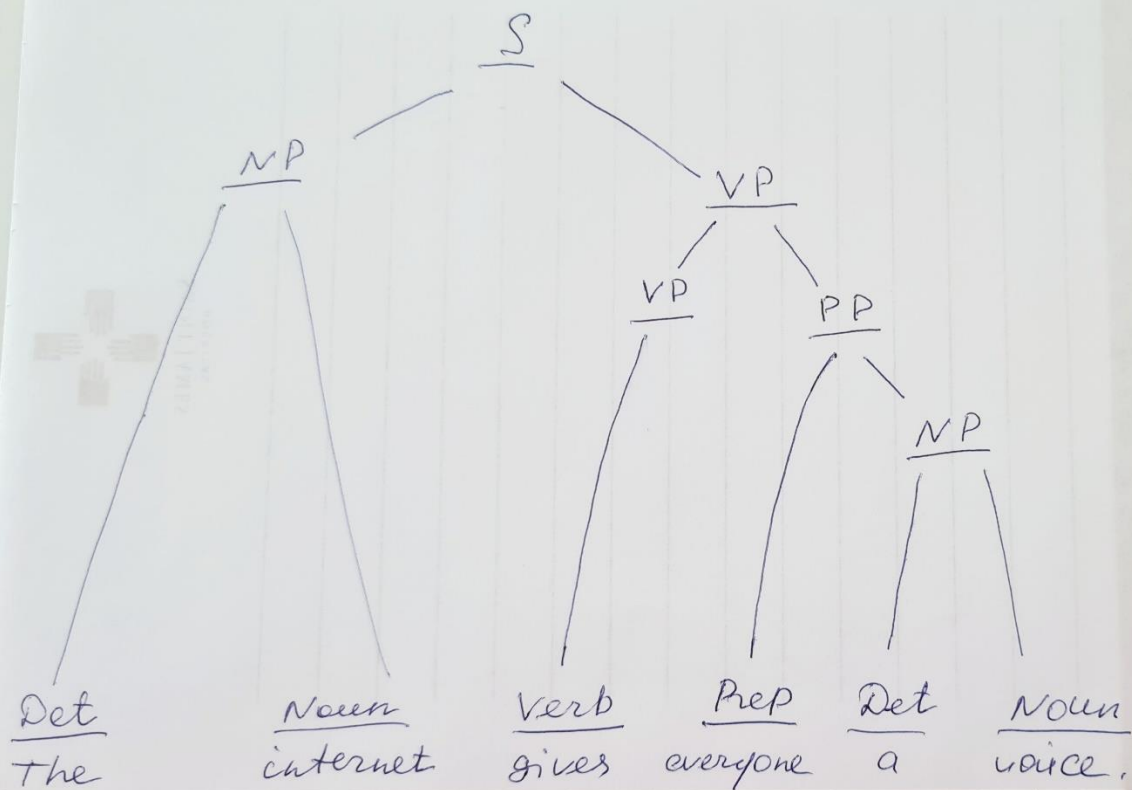 S
NP
VP
VP
PP
NP
Det Noun Verb Prep Det Noun
The internet gives everyone a voice.